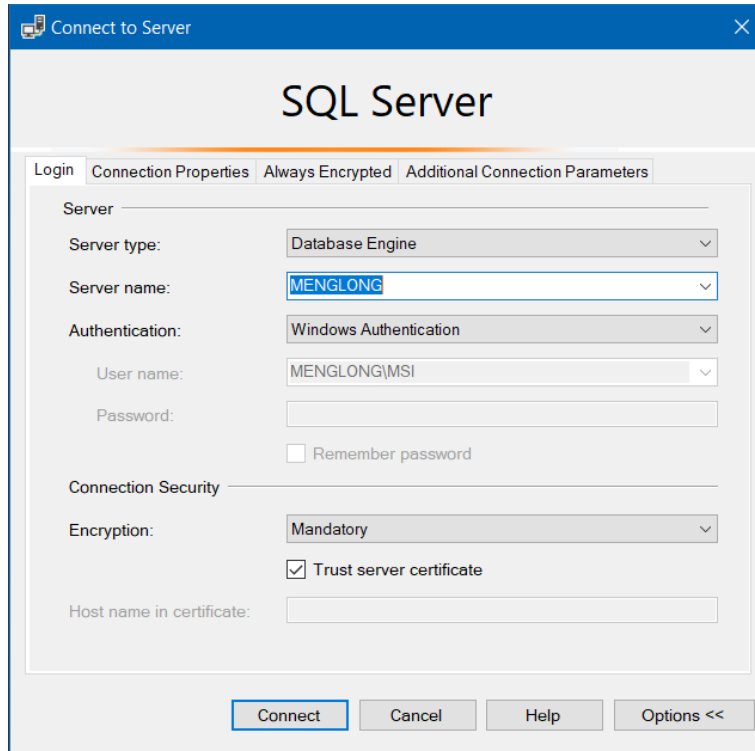 Connect to Server
SQL Server
Login Connection Properties Always Encrypted Additional Connection Parameters
Server
Server type: Database Engine
Server name: MENGLONG
Authentication: Windows Authentication
User name: MENGLONG\MSI
Password:
Remember password
Connection Security
Encryption: Mandatory
Trust server certificate
Host name in certificate:
Connect Cancel Help Options <<